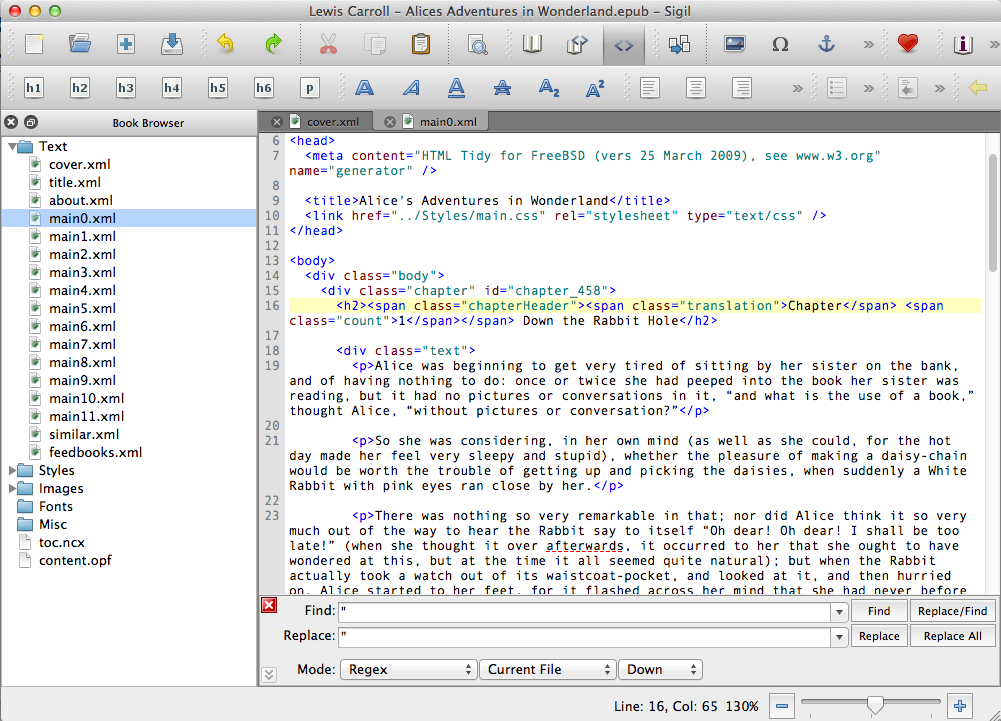 Lewis Carroll – Alices Adventures in Wonderland.epub – Sigil
h1 h2 h3 h4 h5 h6 p A A A A A2 A2
Book Browser
cover.xml main0.xml
Text
cover.xml
title.xml
about.xml
main0.xml
main1.xml
main2.xml
main3.xml
main4.xml
main5.xml
main6.xml
main7.xml
main8.xml
main9.xml
main10.xml
main11.xml
similar.xml
feedbooks.xml
Styles
Images
Fonts
Misc
toc.ncx
content.opf
6 <head>
7 <meta content="HTML Tidy for FreeBSD (vers 25 March 2009), see www.w3.org"
name="generator" />
8
9 <title>Alice's Adventures in Wonderland</title>
10 <link href="../Styles/main.css" rel="stylesheet" type="text/css" />
11 </head>
12
13 <body>
14 <div class="body">
15 <div class="chapter" id="chapter_458">
16 <h2><span class="chapterHeader"><span class="translation">Chapter</span> <span
class="count">1</span></span> Down the Rabbit Hole</h2>
17
18 <div class="text">
19 <p>Alice was beginning to get very tired of sitting by her sister on the bank,
and of having nothing to do: once or twice she had peeped into the book her sister was
reading, but it had no pictures or conversations in it, “and what is the use of a book,”
thought Alice, “without pictures or conversation?”</p>
20
21 <p>So she was considering, in her own mind (as well as she could, for the hot
day made her feel very sleepy and stupid), whether the pleasure of making a daisy-chain
would be worth the trouble of getting up and picking the daisies, when suddenly a White
Rabbit with pink eyes ran close by her.</p>
22
23 <p>There was nothing so very remarkable in that; nor did Alice think it so very
much out of the way to hear the Rabbit say to itself “Oh dear! Oh dear! I shall be too
late!” (when she thought it over afterwards, it occurred to her that she ought to have
wondered at this, but at the time it all seemed quite natural); but when the Rabbit
actually took a watch out of its waistcoat-pocket, and looked at it, and then hurried
on, Alice started to her feet, for it flashed across her mind that she had never before
Find: " Find Replace/Find
Replace: " Replace Replace All
Mode: Regex Current File Down
Line: 16, Col: 65 130%